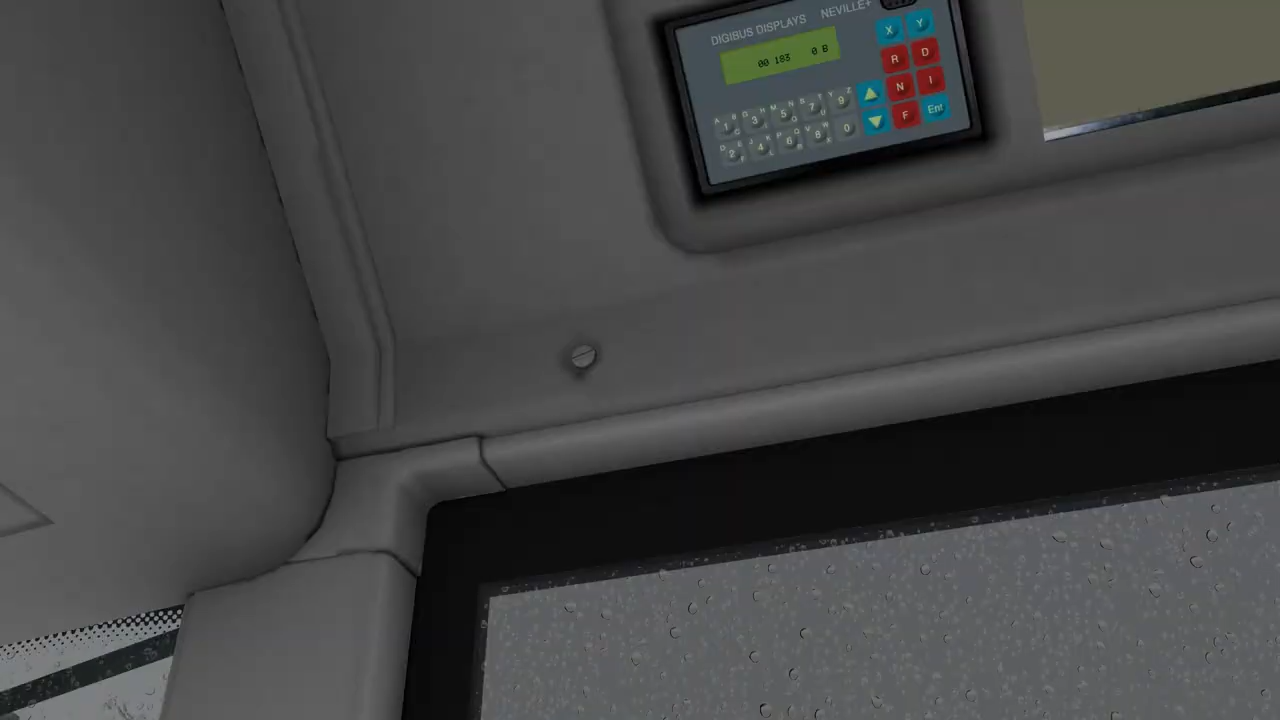 DIGIBUS DISPLAYS NEVILLE+
00 183 0 B
X Y
R D
1 3 5 7 9 N I
2 4 6 8 0 F Ent